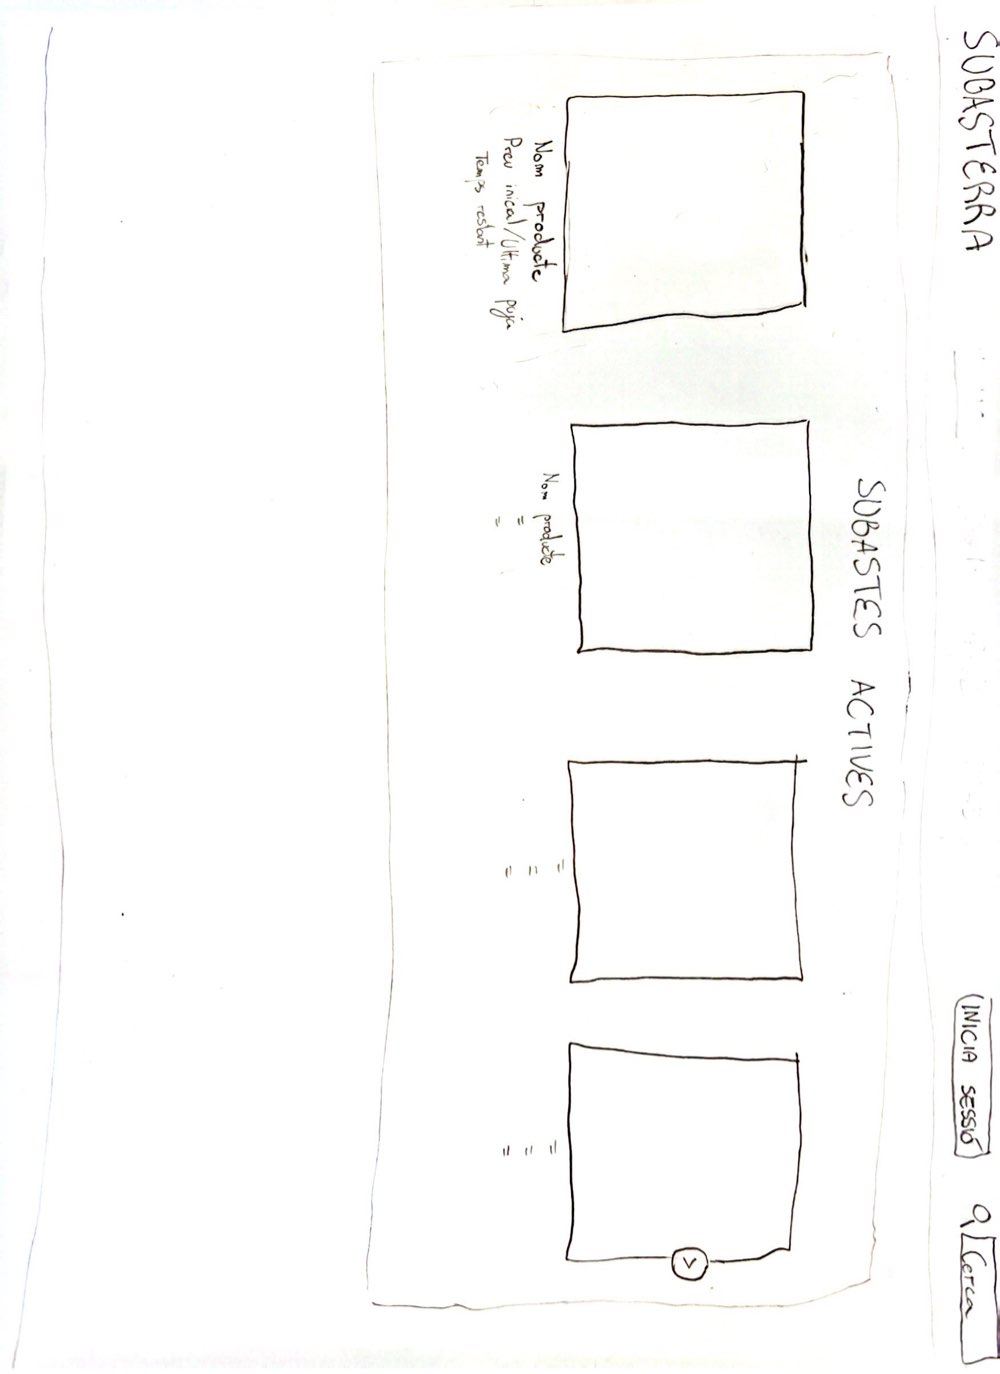 SUBASTERRA
INICIA SESSIÓ
Cerca
SUBASTES ACTIVES
>
Nom producte
Preu inical/Ultima puja
Temps restant
Nom producte
=
=
=
=
=
=
=
=